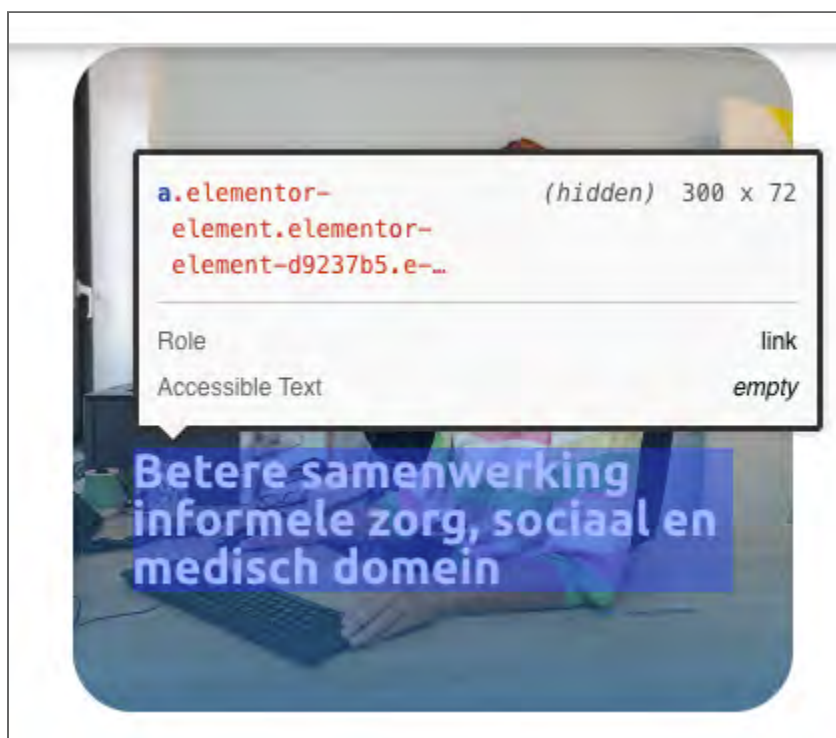 a.elementor- (hidden) 300 x 72
element.elementor-
element-d9237b5.e-…
Role link
Accessible Text empty
Betere samenwerking
informele zorg, sociaal en
medisch domein